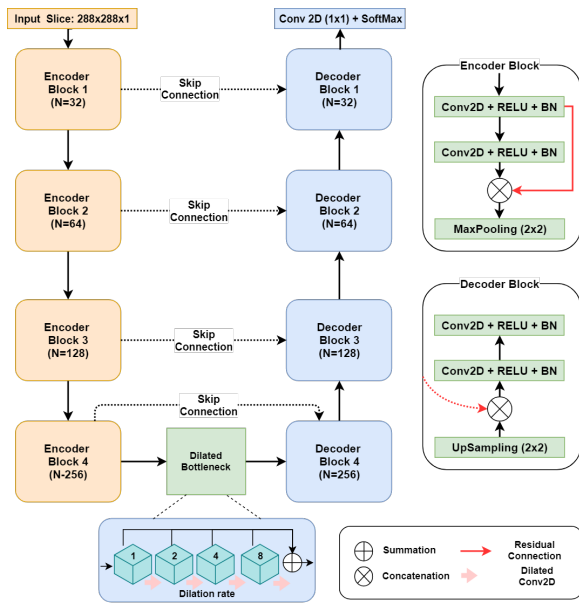 Input Slice: 288x288x1
Conv 2D (1x1) + SoftMax
Encoder
Block 1
(N=32)
Skip
Connection
Decoder
Block 1
(N=32)
Encoder
Block 2
(N=64)
Skip
Connection
Decoder
Block 2
(N=64)
Encoder
Block 3
(N=128)
Skip
Connection
Decoder
Block 3
(N=128)
Skip
Connection
Encoder
Block 4
(N-256)
Dilated
Bottleneck
Decoder
Block 4
(N=256)
1
2
4
8
Dilation rate
Encoder Block
Conv2D + RELU + BN
Conv2D + RELU + BN
MaxPooling (2x2)
Decoder Block
Conv2D + RELU + BN
Conv2D + RELU + BN
UpSampling (2x2)
Summation
Residual
Connection
Concatenation
Dilated
Conv2D